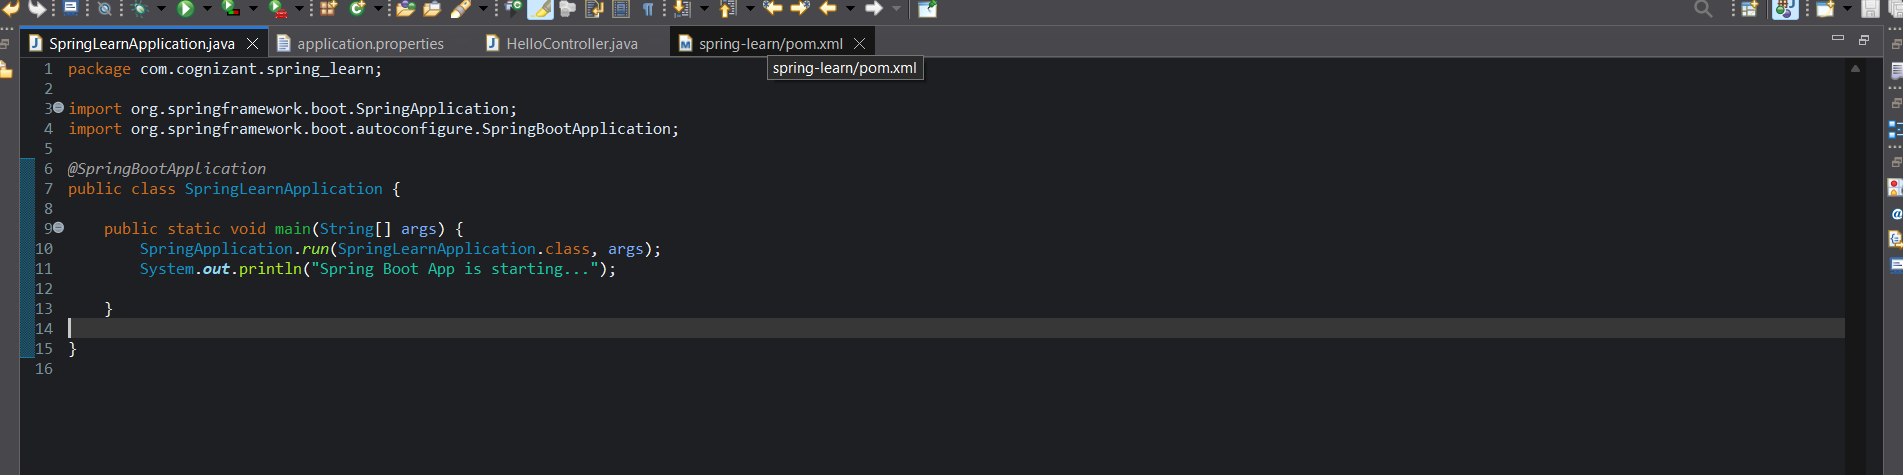 SpringLearnApplication.java application.properties HelloController.java spring-learn/pom.xml
spring-learn/pom.xml
1 package com.cognizant.spring_learn;
2
3 import org.springframework.boot.SpringApplication;
4 import org.springframework.boot.autoconfigure.SpringBootApplication;
5
6 @SpringBootApplication
7 public class SpringLearnApplication {
8
9 public static void main(String[] args) {
10 SpringApplication.run(SpringLearnApplication.class, args);
11 System.out.println("Spring Boot App is starting...");
12
13 }
14
15 }
16